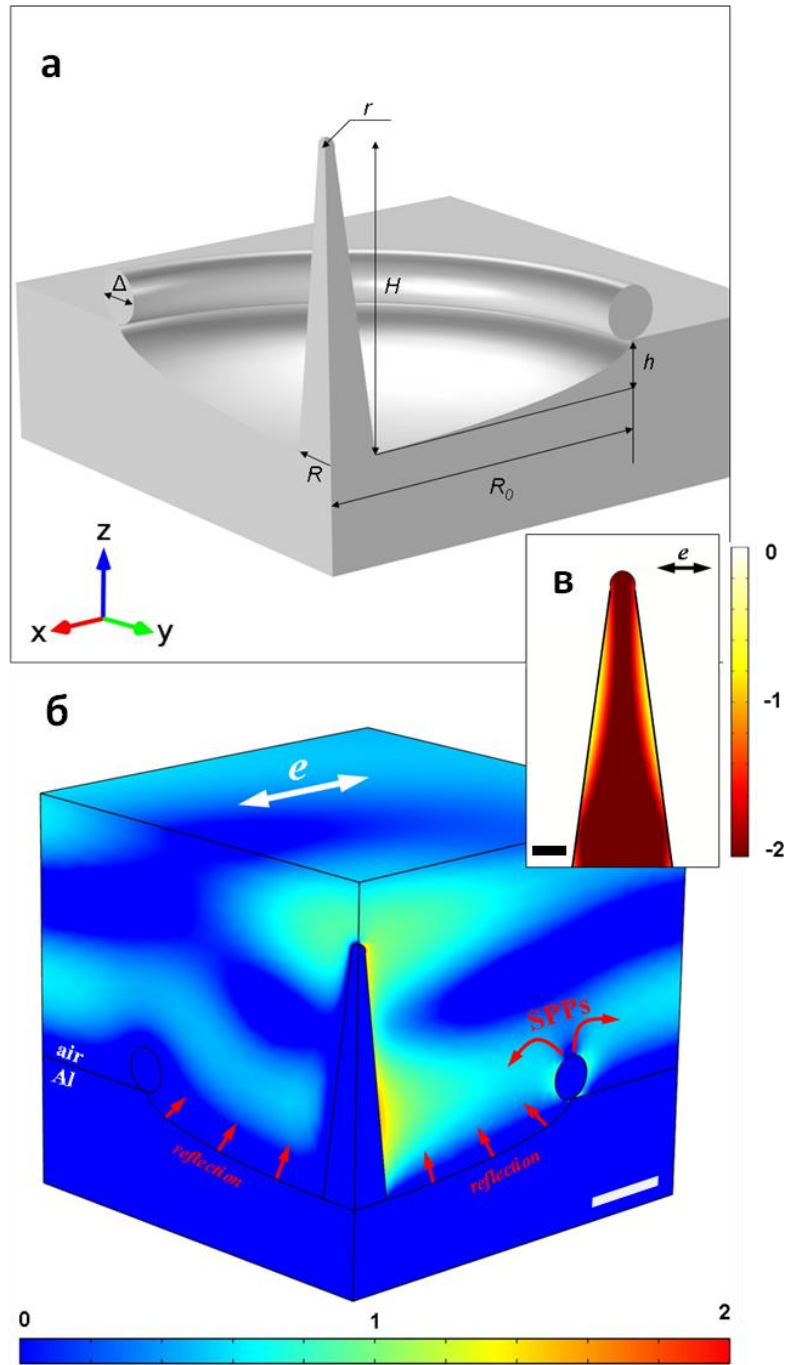 а
r
Δ
H
h
R
R₀
z
x
y
в
e
0
-1
-2
б
e
SPPs
air
Al
reflection
reflection
0
1
2